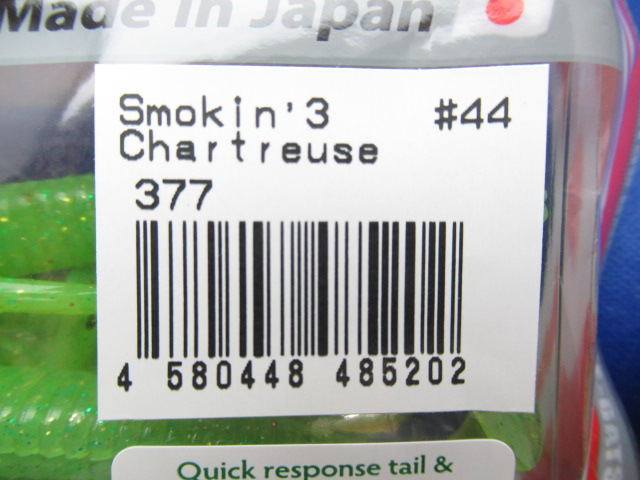 Made in Japan
Smokin'3 #44
Chartreuse
377
4 580448 485202
Quick response tail &